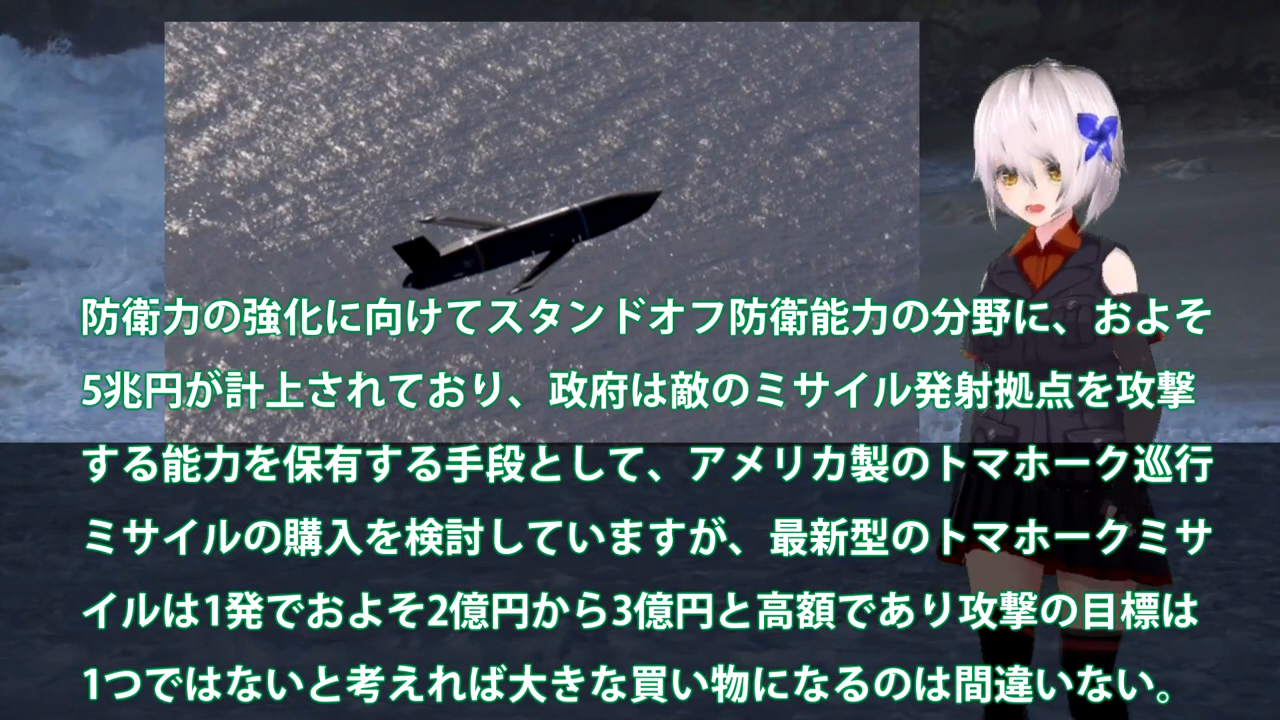 防衛力の強化に向けてスタンドオフ防衛能力の分野に、およそ
5兆円が計上されており、政府は敵のミサイル発射拠点を攻撃
する能力を保有する手段として、アメリカ製のトマホーク巡行
ミサイルの購入を検討していますが、最新型のトマホークミサ
イルは1発でおよそ2億円から3億円と高額であり攻撃の目標は
1つではないと考えれば大きな買い物になるのは間違いない。